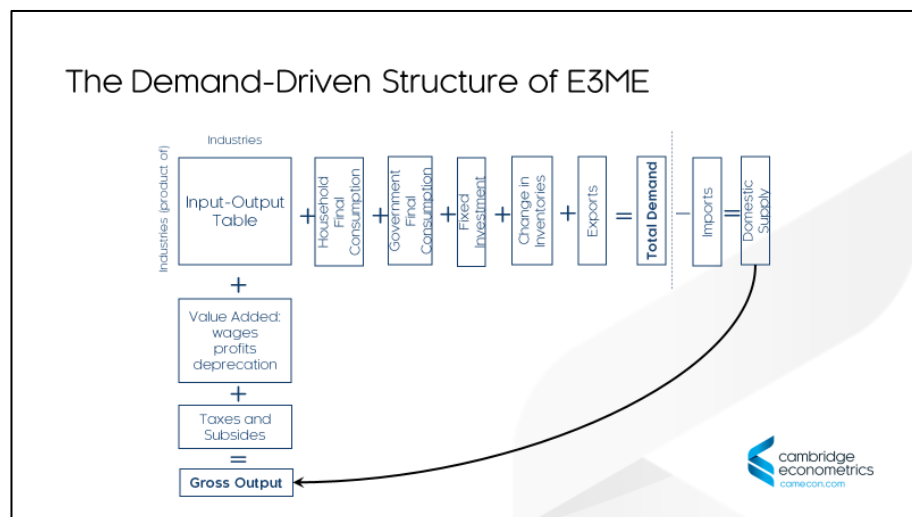 The Demand-Driven Structure of E3ME
Industries
Industries (product of)
Input-Output
Table
+
Household
Final
Consumption
+
Government
Final
Consumption
+
Fixed
Investment
+
Change in
Inventories
+
Exports
=
Total Demand
−
Imports
=
Domestic
Supply
+
Value Added:
wages
profits
deprecation
+
Taxes and
Subsides
=
Gross Output
cambridge
econometrics
camecon.com